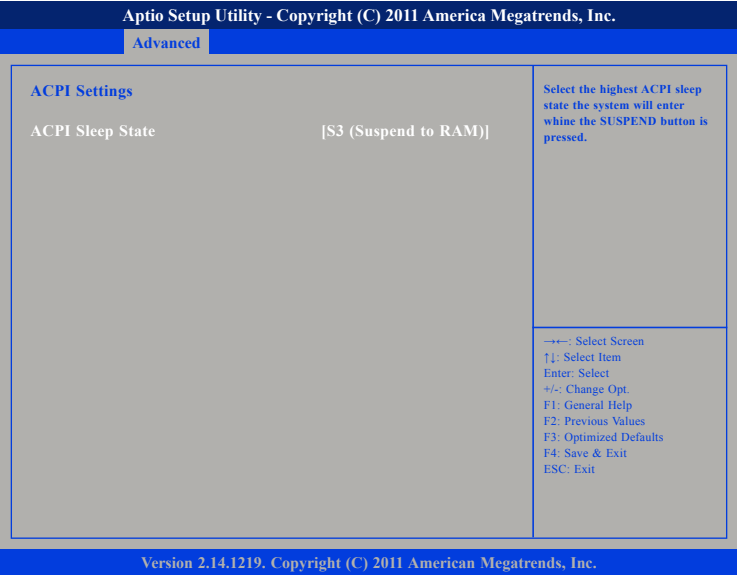 Aptio Setup Utility - Copyright (C) 2011 America Megatrends, Inc.
Advanced
ACPI Settings
ACPI Sleep State [S3 (Suspend to RAM)]
Select the highest ACPI sleep
state the system will enter
whine the SUSPEND button is
pressed.
→←: Select Screen
↑↓: Select Item
Enter: Select
+/-: Change Opt.
F1: General Help
F2: Previous Values
F3: Optimized Defaults
F4: Save & Exit
ESC: Exit
Version 2.14.1219. Copyright (C) 2011 American Megatrends, Inc.